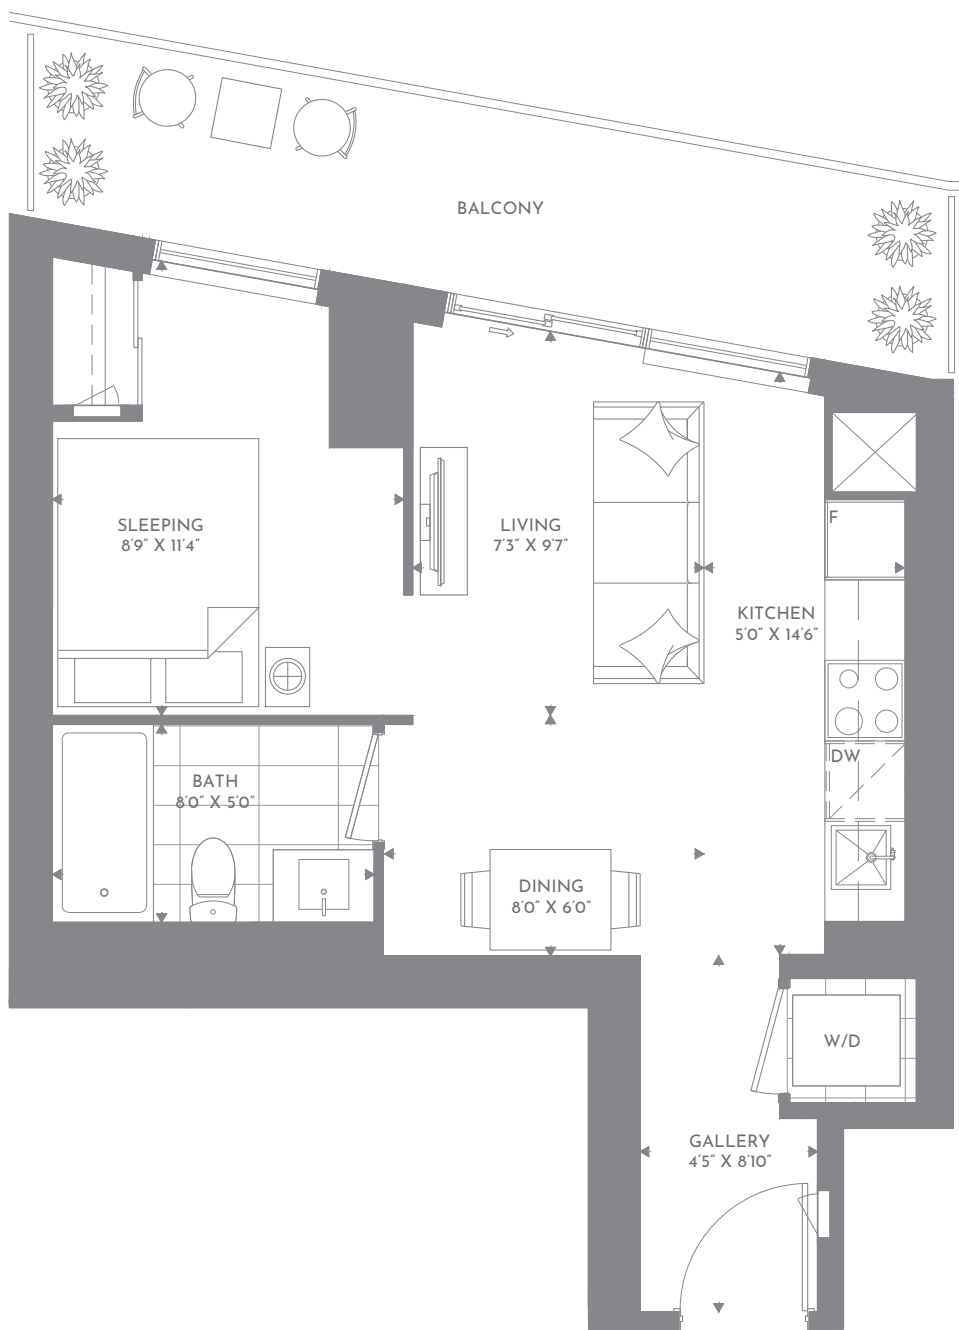 BALCONY
SLEEPING
8'9" X 11'4"
LIVING
7'3" X 9'7"
F
KITCHEN
5'0" X 14'6"
DW
BATH
8'0" X 5'0"
DINING
8'0" X 6'0"
W/D
GALLERY
4'5" X 8'10"